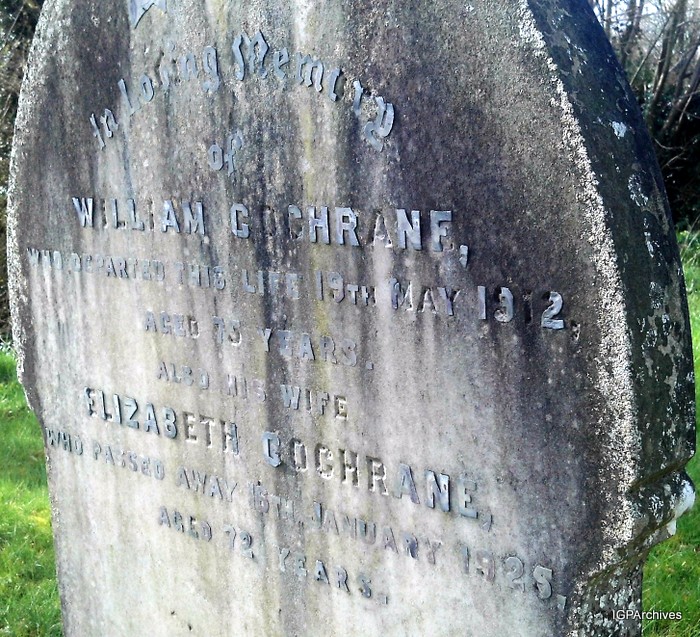 In Loving Memory
of
WILLIAM COCHRANE,
WHO DEPARTED THIS LIFE 19TH MAY 1912,
AGED 75 YEARS.
ALSO HIS WIFE
ELIZABETH COCHRANE,
WHO PASSED AWAY 16TH JANUARY 1925,
AGED 72 YEARS.
IGPArchives